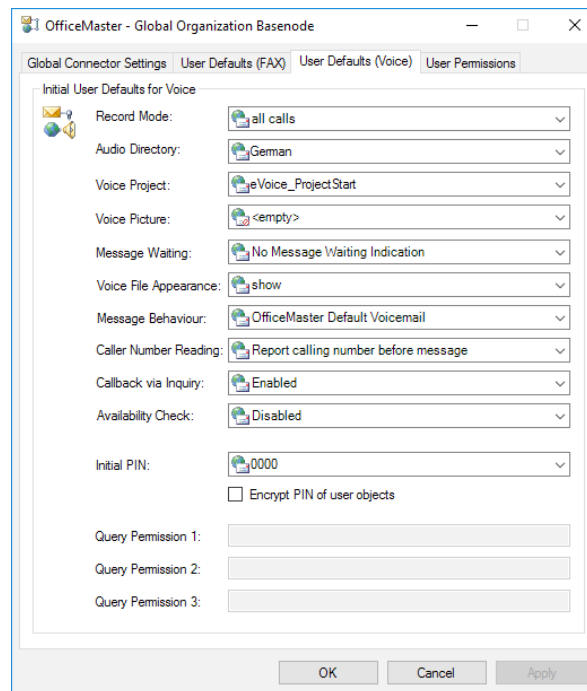 OfficeMaster - Global Organization Basenode
Global Connector Settings User Defaults (FAX) User Defaults (Voice) User Permissions
Initial User Defaults for Voice
Record Mode: all calls
Audio Directory: German
Voice Project: eVoice_ProjectStart
Voice Picture: <empty>
Message Waiting: No Message Waiting Indication
Voice File Appearance: show
Message Behaviour: OfficeMaster Default Voicemail
Caller Number Reading: Report calling number before message
Callback via Inquiry: Enabled
Availability Check: Disabled
Initial PIN: 0000
Encrypt PIN of user objects
Query Permission 1:
Query Permission 2:
Query Permission 3:
OK Cancel Apply